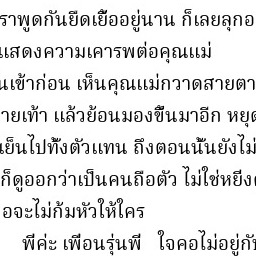 ราพูดกันยืดเยื้ออยู่นาน ก็เลยลุกอ
แสดงความเคารพต่อคุณแม่
นเข้าก่อน เห็นคุณแม่กวาดสายตา
ายเท้า แล้วย้อนมองขึ้นมาอีก หยุด
เย็นไปทั้งตัวแทน ถึงตอนนั้นยังไม่
ก็ดูออกว่าเป็นคนถือตัว ไม่ใช่หยิ่ง
อจะไม่ก้มหัวให้ใคร
พี่ค่ะ เพื่อนรุ่นพี่ ใจคอไม่อยู่กับ